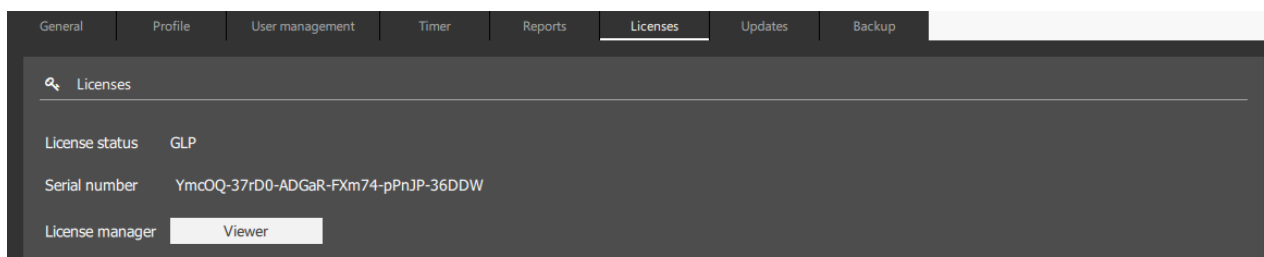 General Profile User management Timer Reports Licenses Updates Backup
Licenses
License status GLP
Serial number YmcOQ-37rD0-ADGaR-FXm74-pPnJP-36DDW
License manager Viewer